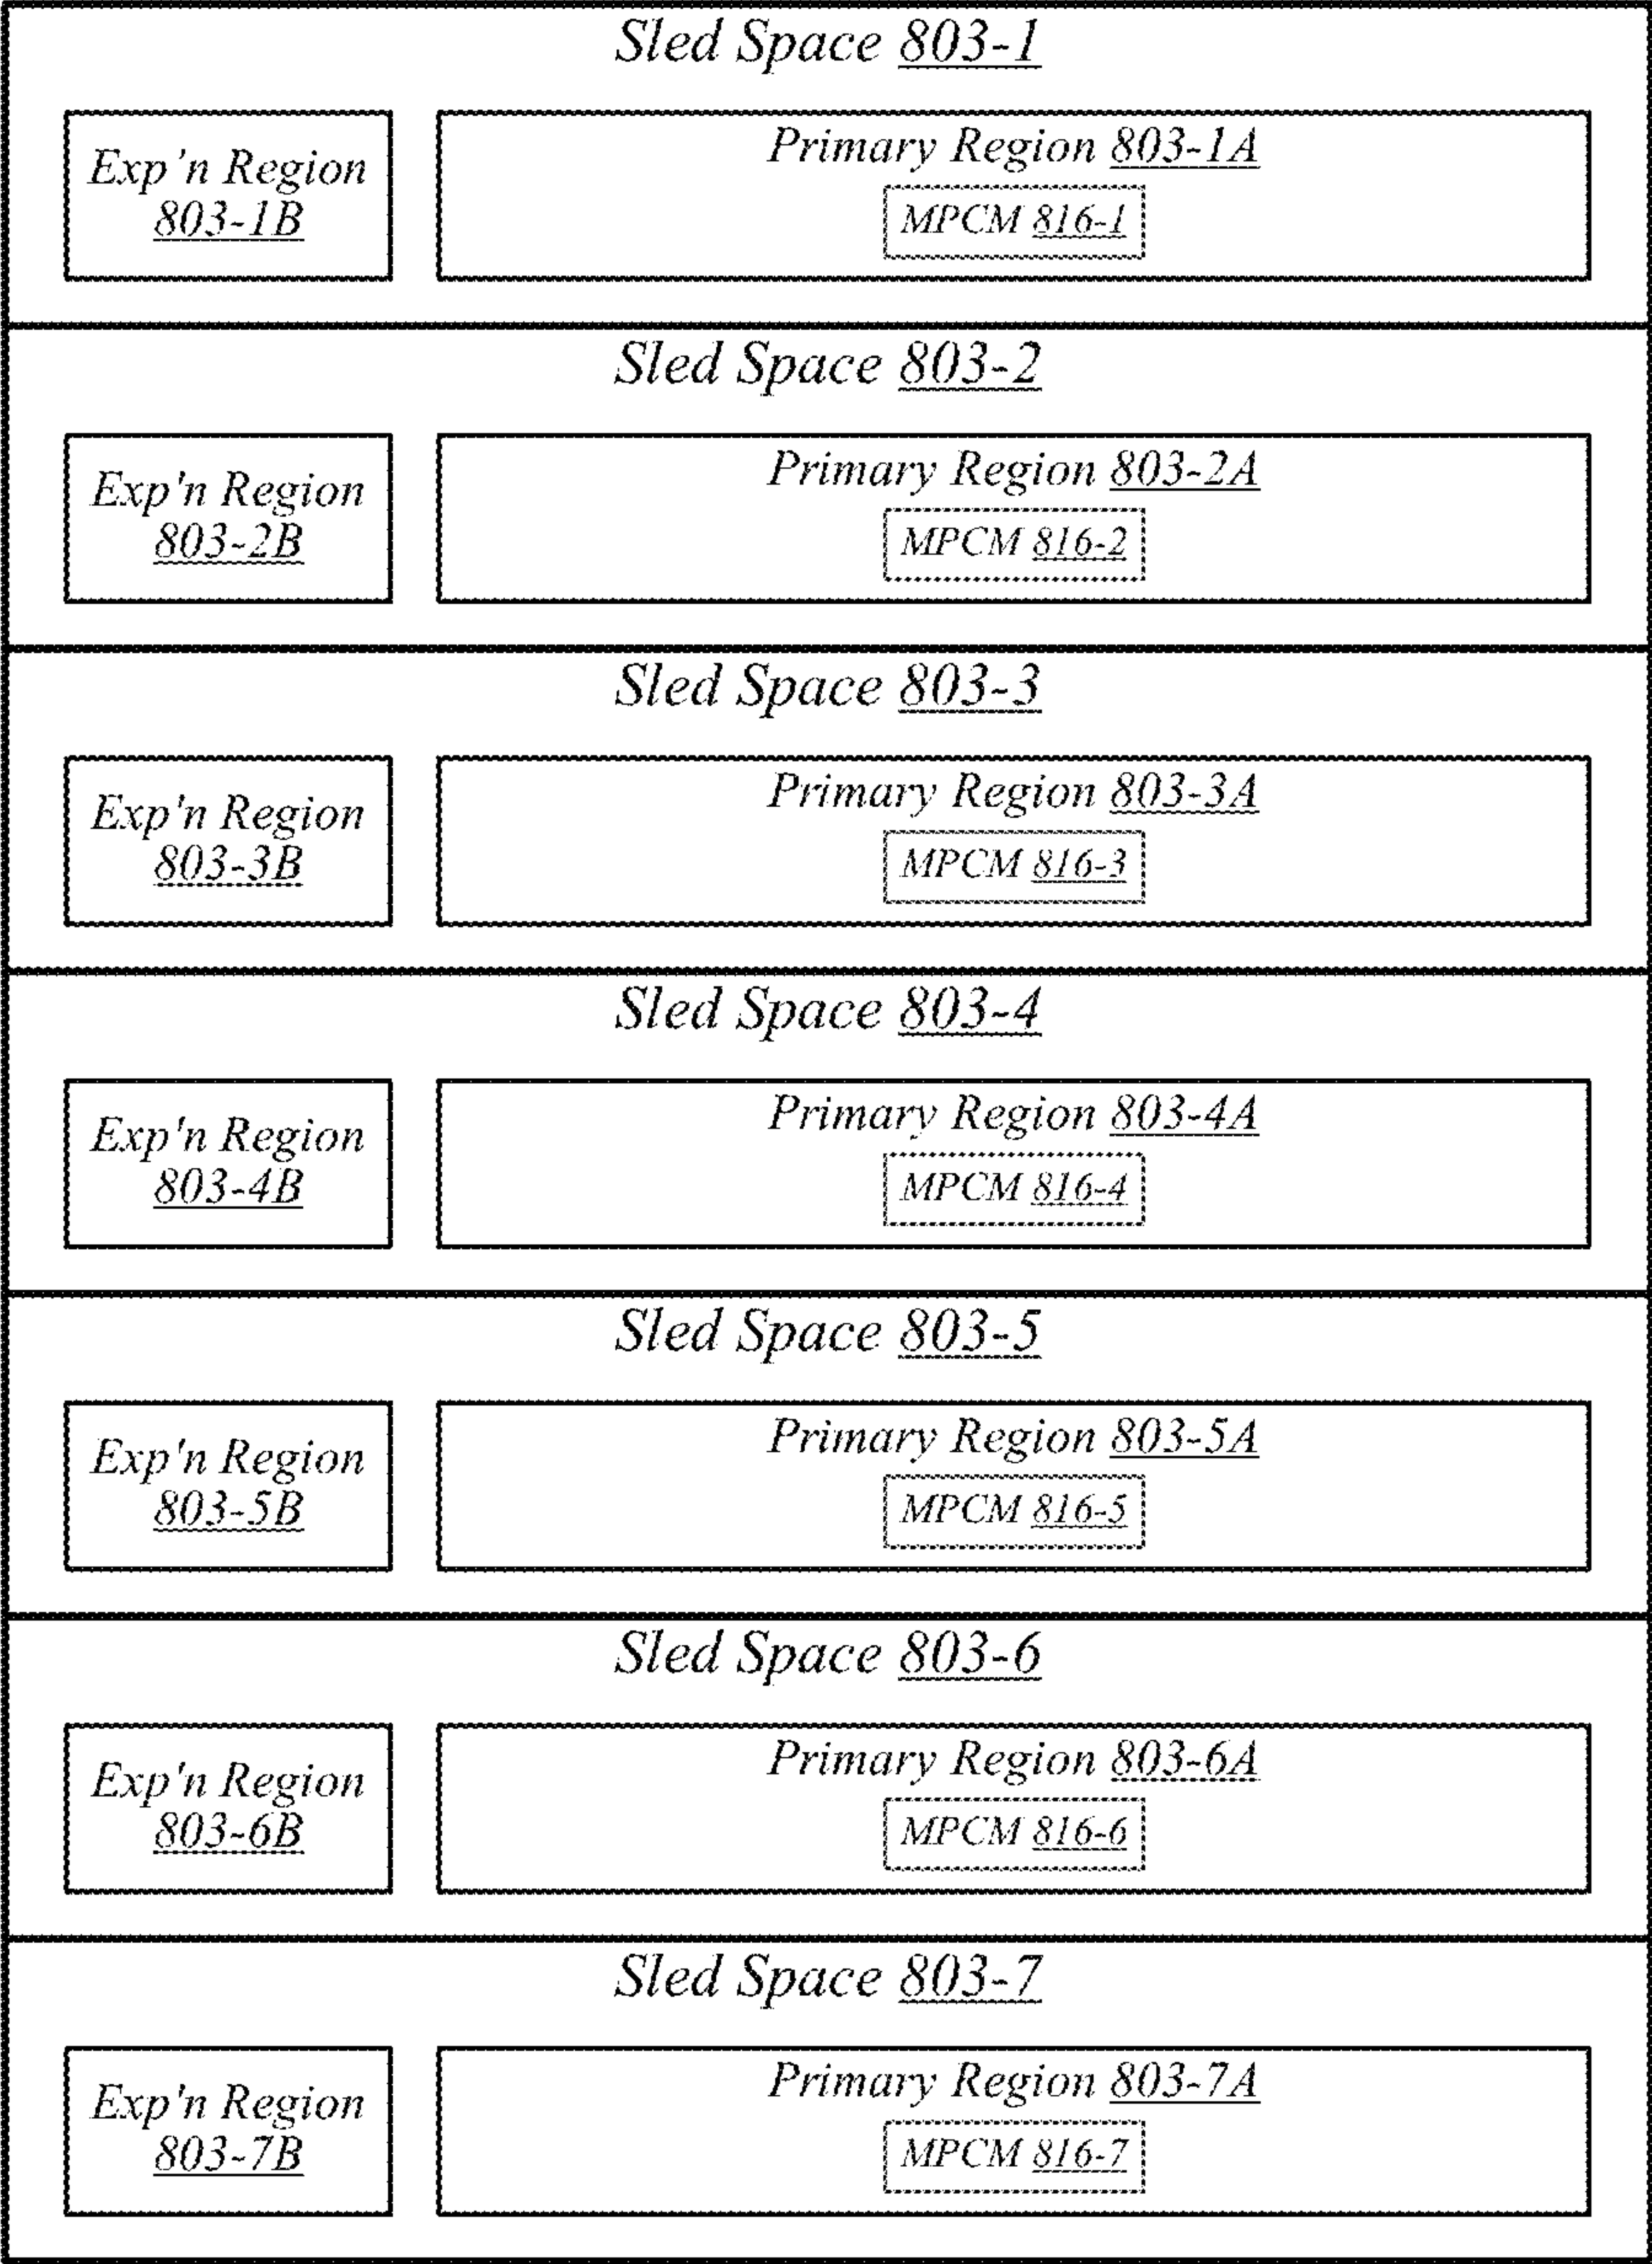 Sled Space 803-1
Exp'n Region
803-1B
Primary Region 803-1A
MPCM 816-1
Sled Space 803-2
Exp'n Region
803-2B
Primary Region 803-2A
MPCM 816-2
Sled Space 803-3
Exp'n Region
803-3B
Primary Region 803-3A
MPCM 816-3
Sled Space 803-4
Exp'n Region
803-4B
Primary Region 803-4A
MPCM 816-4
Sled Space 803-5
Exp'n Region
803-5B
Primary Region 803-5A
MPCM 816-5
Sled Space 803-6
Exp'n Region
803-6B
Primary Region 803-6A
MPCM 816-6
Sled Space 803-7
Exp'n Region
803-7B
Primary Region 803-7A
MPCM 816-7